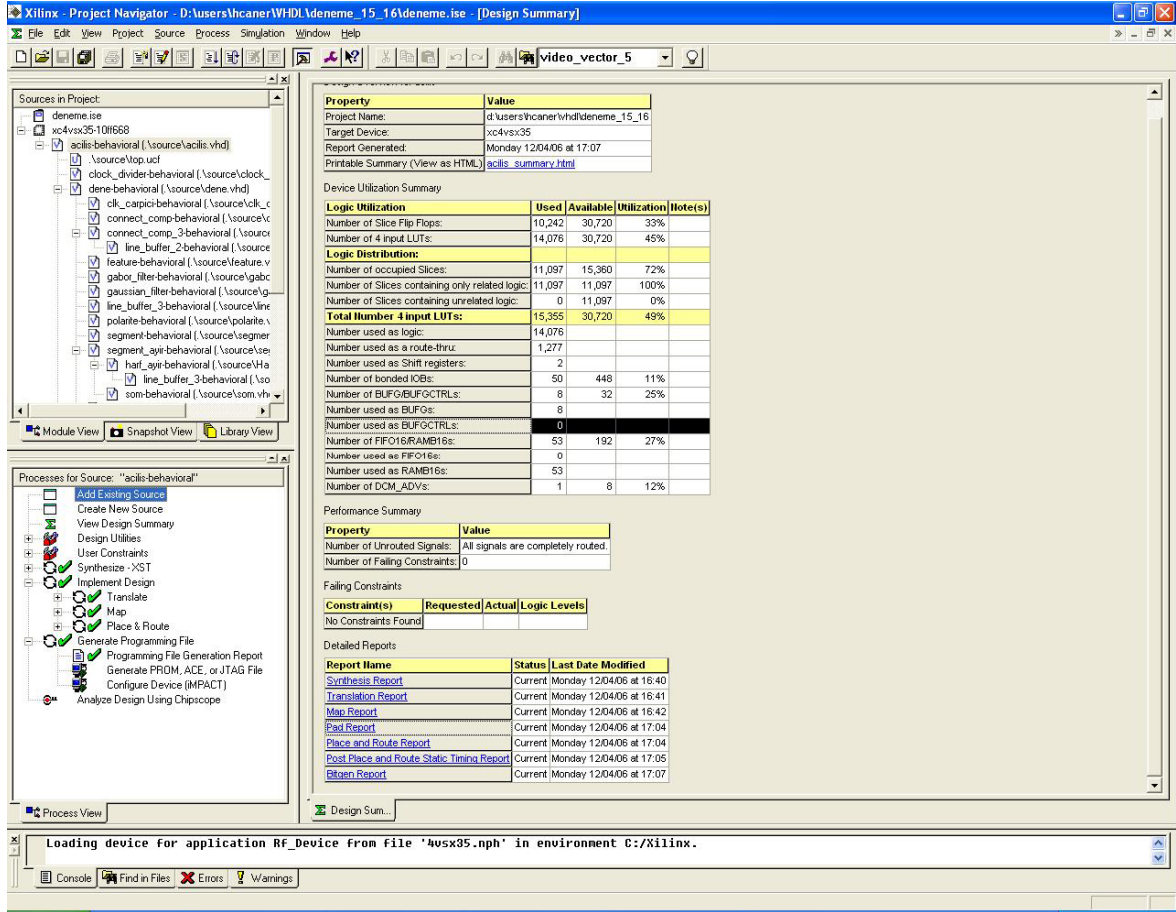 Xilinx - Project Navigator - D:\users\hcaner\VHDL\deneme_15_16\deneme.ise - [Design Summary]
File Edit View Project Source Process Simulation Window Help
video_vector_5
Sources in Project:
deneme.ise
xc4vsx35-10ff668
acilis-behavioral (.\source\acilis.vhd)
.\source\top.ucf
clock_divider-behavioral (.\source\clock_
dene-behavioral (.\source\dene.vhd)
clk_carpici-behavioral (.\source\clk_c
connect_comp-behavioral (.\source\c
connect_comp_3-behavioral (.\source
line_buffer_2-behavioral (.\source
feature-behavioral (.\source\feature.v
gabor_filter-behavioral (.\source\gabc
gaussian_filter-behavioral (.\source\g
line_buffer_3-behavioral (.\source\line
polarite-behavioral (.\source\polarite.v
segment-behavioral (.\source\segmer
segment_ayir-behavioral (.\source\se
harf_ayir-behavioral (.\source\Ha
line_buffer_3-behavioral (.\so
som-behavioral (.\source\som.vh
Module View Snapshot View Library View
Processes for Source: "acilis-behavioral"
Add Existing Source
Create New Source
View Design Summary
Design Utilities
User Constraints
Synthesize - XST
Implement Design
Translate
Map
Place & Route
Generate Programming File
Programming File Generation Report
Generate PROM, ACE, or JTAG File
Configure Device (iMPACT)
Analyze Design Using Chipscope
Process View
Property Value
Project Name: d:\users\hcaner\vhdl\deneme_15_16
Target Device: xc4vsx35
Report Generated: Monday 12/04/06 at 17:07
Printable Summary (View as HTML) acilis_summary.html
Device Utilization Summary
Logic Utilization Used Available Utilization Note(s)
Number of Slice Flip Flops: 10,242 30,720 33%
Number of 4 input LUTs: 14,076 30,720 45%
Logic Distribution:
Number of occupied Slices: 11,097 15,360 72%
Number of Slices containing only related logic: 11,097 11,097 100%
Number of Slices containing unrelated logic: 0 11,097 0%
Total Number 4 input LUTs: 15,355 30,720 49%
Number used as logic: 14,076
Number used as a route-thru: 1,277
Number used as Shift registers: 2
Number of bonded IOBs: 50 448 11%
Number of BUFG/BUFGCTRLs: 8 32 25%
Number used as BUFGs: 8
Number used as BUFGCTRLs: 0
Number of FIFO16/RAMB16s: 53 192 27%
Number used as FIFO16s: 0
Number used as RAMB16s: 53
Number of DCM_ADVs: 1 8 12%
Performance Summary
Property Value
Number of Unrouted Signals: All signals are completely routed.
Number of Failing Constraints: 0
Failing Constraints
Constraint(s) Requested Actual Logic Levels
No Constraints Found
Detailed Reports
Report Name Status Last Date Modified
Synthesis Report Current Monday 12/04/06 at 16:40
Translation Report Current Monday 12/04/06 at 16:41
Map Report Current Monday 12/04/06 at 16:42
Pad Report Current Monday 12/04/06 at 17:04
Place and Route Report Current Monday 12/04/06 at 17:04
Post Place and Route Static Timing Report Current Monday 12/04/06 at 17:05
Bitgen Report Current Monday 12/04/06 at 17:07
Design Sum...
Loading device for application Rf_Device from file '4vsx35.nph' in environment C:/Xilinx.
Console Find in Files Errors Warnings